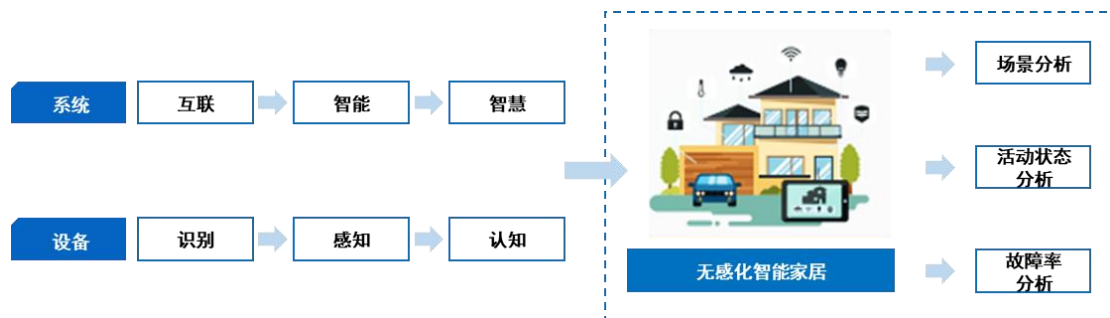 系统
互联
智能
智慧
设备
识别
感知
认知
无感化智能家居
场景分析
活动状态
分析
故障率
分析